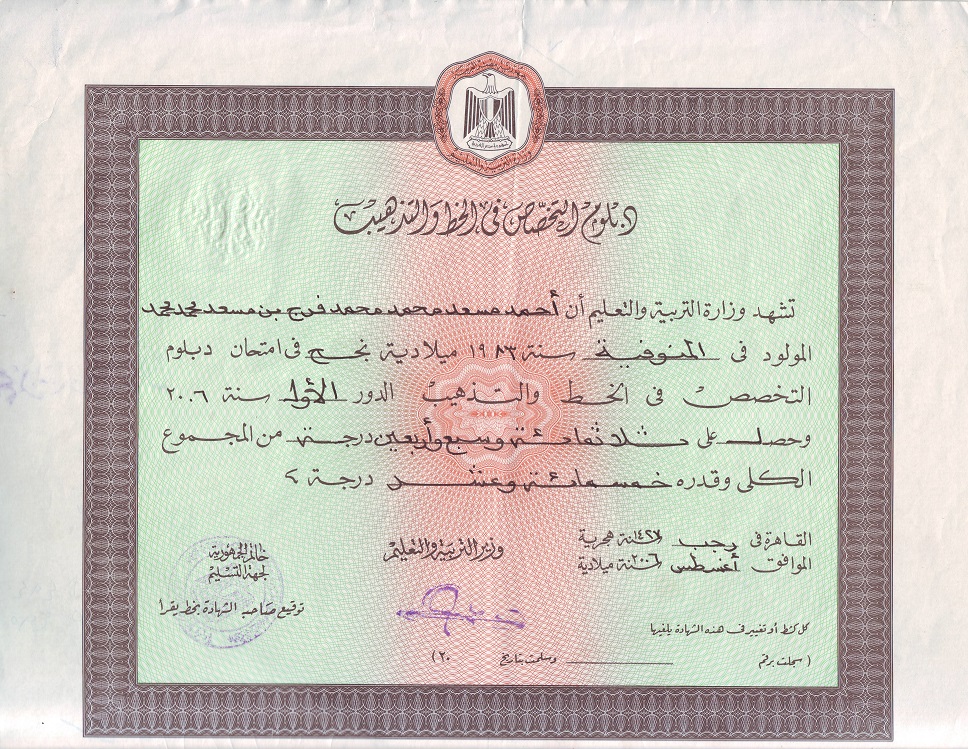 دبلوم التخصص في الخط والتذهيب
تشهد وزارة التربية والتعليم أن أحمد مسعد محمد محمد فرج بن مسعد محمد محمد
المولود فى المنوفية سنة ١٩٨٣ ميلادية نجح فى امتحان دبلوم
التخصص فى الخط والتذهيب الدور الأول سنة ٢٠٠٦
وحصل على ثلاثمائة وسبع وأربعين درجة من المجموع
الكلى وقدره خمسمائة وعشر درجة
القاهرة فى رجب سنة ١٤٢٧ هجرية
الموافق أغسطس سنة ٢٠٠٦ ميلادية
وزير التربية والتعليم
خاتم الجمهورية
لجهة التسليم
توقيع صاحب الشهادة بخط يقرأ
كل كشط أو تغيير فى هذه الشهادة يلغيها
( سجلت برقم وسلمت بتاريخ ٢٠ )